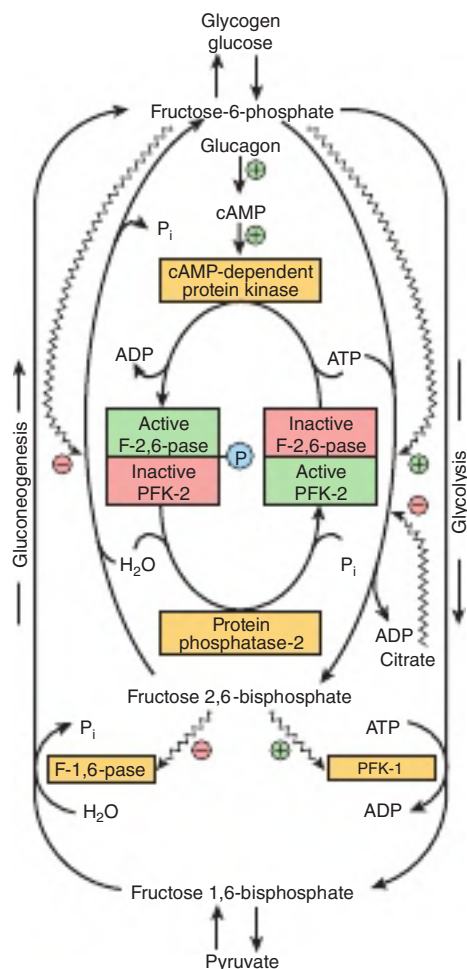 Glycogen
glucose
Fructose-6-phosphate
Glucagon
+
cAMP
Pi
+
cAMP-dependent
protein kinase
ADP
ATP
Active
F-2,6-pase
Inactive
PFK-2
P
Inactive
F-2,6-pase
Active
PFK-2
−
+
−
Gluconeogenesis
Glycolysis
H2O
Pi
Protein
phosphatase-2
ADP
Citrate
Fructose 2,6-bisphosphate
Pi
−
+
ATP
F-1,6-pase
PFK-1
H2O
ADP
Fructose 1,6-bisphosphate
Pyruvate